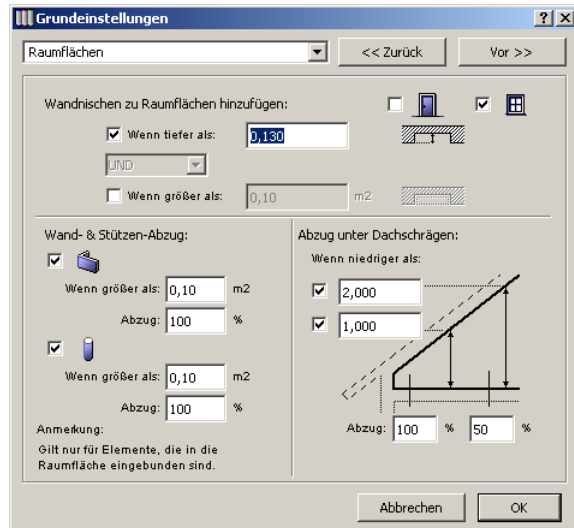 Grundeinstellungen
Raumflächen
<< Zurück
Vor >>
Wandnischen zu Raumflächen hinzufügen:
Wenn tiefer als: 0,130
UND
Wenn größer als: 0,10 m2
Wand- & Stützen-Abzug:
Wenn größer als: 0,10 m2
Abzug: 100 %
Wenn größer als: 0,10 m2
Abzug: 100 %
Anmerkung:
Gilt nur für Elemente, die in die
Raumfläche eingebunden sind.
Abzug unter Dachschrägen:
Wenn niedriger als:
2,000
1,000
Abzug: 100 % 50 %
Abbrechen
OK